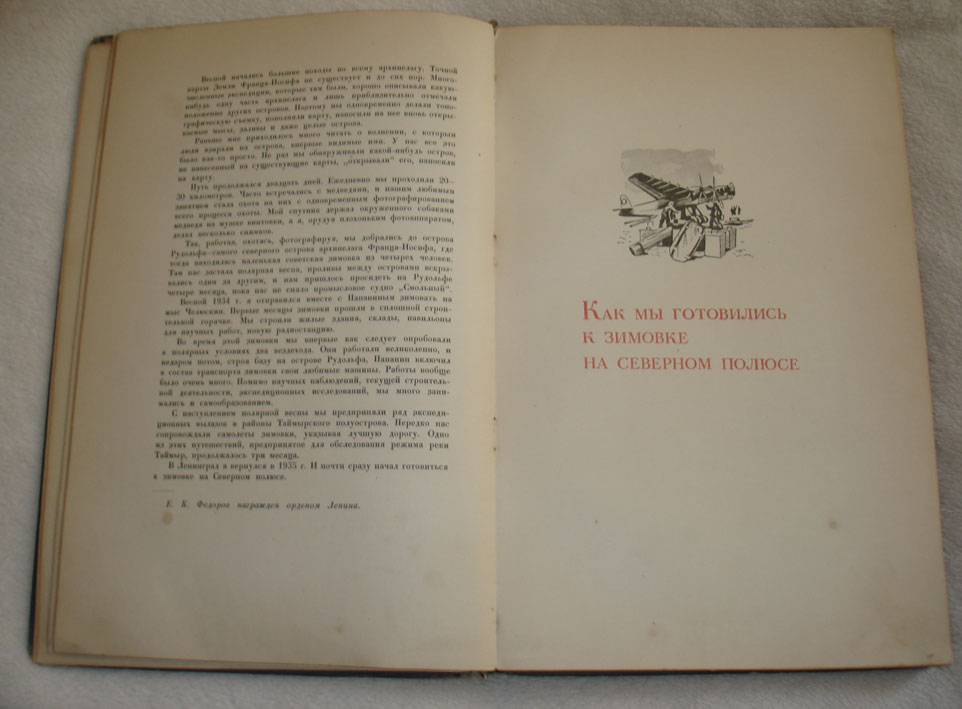 Весной начались большие походы по всему архипелагу. Точной
карты Земли Франца-Иосифа не существует и до сих пор. Много-
численные экспедиции, которые там были, хорошо описывали какую-
нибудь одну часть архипелага и лишь приблизительно отмечали
положение других островов. Поэтому мы одновременно делали топо-
графическую съемку, пополняли карту, наносили на нее вновь откры-
ваемые мысы, заливы и даже целые острова.
Раньше мне приходилось много читать о волнении, с которым
люди взирали на острова, впервые видимые ими. У нас все это
было как-то просто. Не раз мы обнаруживали какой-нибудь остров,
не нанесенный на существующие карты, „открывали“ его, наносили
на карту.
Путь продолжался двадцать дней. Ежедневно мы проходили 20—
30 километров. Часто встречались с медведями, и нашим любимым
занятием стала охота на них с одновременным фотографированием
всего процесса охоты. Мой спутник держал окруженного собаками
медведя на мушке винтовки, а я, орудуя плохоньким фотоаппаратом,
делал несколько снимков.
Так, работая, охотясь, фотографируя, мы добрались до острова
Рудольфа—самого северного острова архипелага Франца-Иосифа, где
тогда находилась маленькая советская зимовка из четырех человек.
Там нас застала полярная весна, проливы между островами вскры-
вались один за другим, и нам пришлось просидеть на Рудольфе
четыре месяца, пока нас не сняло промысловое судно „Смольный“.
Весной 1934 г. я отправился вместе с Папаниным зимовать на
мыс Челюскин. Первые месяцы зимовки прошли в сплошной строи-
тельной горячке. Мы строили жилые здания, склады, павильоны
для научных работ, новую радиостанцию.
Во время этой зимовки мы впервые как следует опробовали
в полярных условиях два вездехода. Они работали великолепно, и
недаром потом, строя базу на острове Рудольфа, Папанин включил
в состав транспорта зимовки свои любимые машины. Работы вообще
было очень много. Помимо научных наблюдений, текущей строитель-
ной деятельности, экспедиционных исследований, мы много зани-
мались и самообразованием.
С наступлением полярной весны мы предприняли ряд экспеди-
ционных вылазок в районы Таймырского полуострова. Нередко нас
сопровождали самолеты зимовки, указывая лучшую дорогу. Одно
из этих путешествий, предпринятое для обследования режима реки
Таймыр, продолжалось три месяца.
В Ленинград я вернулся в 1935 г. И почти сразу начал готовиться
к зимовке на Северном полюсе.
Е. К. Федоров награжден орденом Ленина.
Как мы готовились
к зимовке
на Северном полюсе